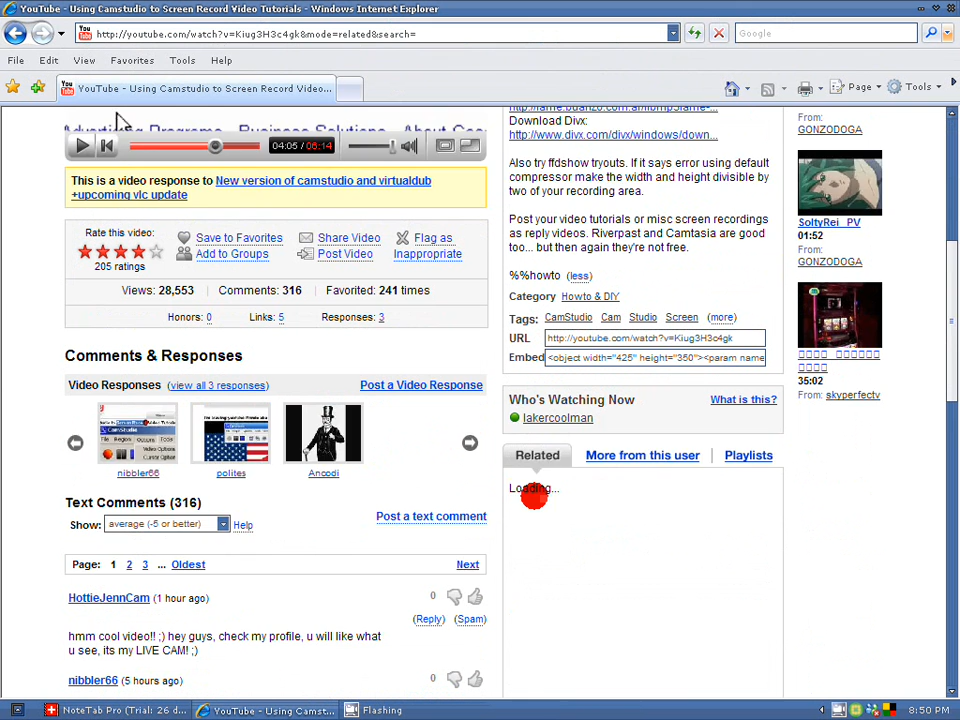 YouTube - Using Camstudio to Screen Record Video Tutorials - Windows Internet Explorer
http://youtube.com/watch?v=Kiug3H3c4gk&mode=related&search=
Google
File Edit View Favorites Tools Help
YouTube - Using Camstudio to Screen Record Video...
Page Tools
Advertising Programs Business Solutions
04:05 / 06:14
This is a video response to New version of camstudio and virtualdub
+upcoming vlc update
Rate this video:
205 ratings
Save to Favorites
Add to Groups
Share Video
Post Video
Flag as
Inappropriate
Views: 28,553 Comments: 316 Favorited: 241 times
Honors: 0 Links: 5 Responses: 3
Comments & Responses
Video Responses (view all 3 responses) Post a Video Response
nibbler66 polites Ancodi
Text Comments (316)
Post a text comment
Show: average (-5 or better) Help
Page: 1 2 3 ... Oldest Next
HottieJennCam (1 hour ago) 0
(Reply) (Spam)
hmm cool video!! ;) hey guys, check my profile, u will like what
u see, its my LIVE CAM! ;)
nibbler66 (5 hours ago) 0
Download Divx:
http://www.divx.com/divx/windows/down...
Also try ffdshow tryouts. If it says error using default
compressor make the width and height divisible by
two of your recording area.
Post your video tutorials or misc screen recordings
as reply videos. Riverpast and Camtasia are good
too... but then again they're not free.
%%howto (less)
Category Howto & DIY
Tags: CamStudio Cam Studio Screen (more)
URL http://youtube.com/watch?v=Kiug3H3c4gk
Embed <object width="425" height="350"><param name
Who's Watching Now What is this?
lakercoolman
Related More from this user Playlists
Loading...
From:
GONZODOGA
SoltyRei PV
01:52
From:
GONZODOGA
35:02
From: skyperfectv
NoteTab Pro (Trial: 26 d...
YouTube - Using Camst...
Flashing
8:50 PM